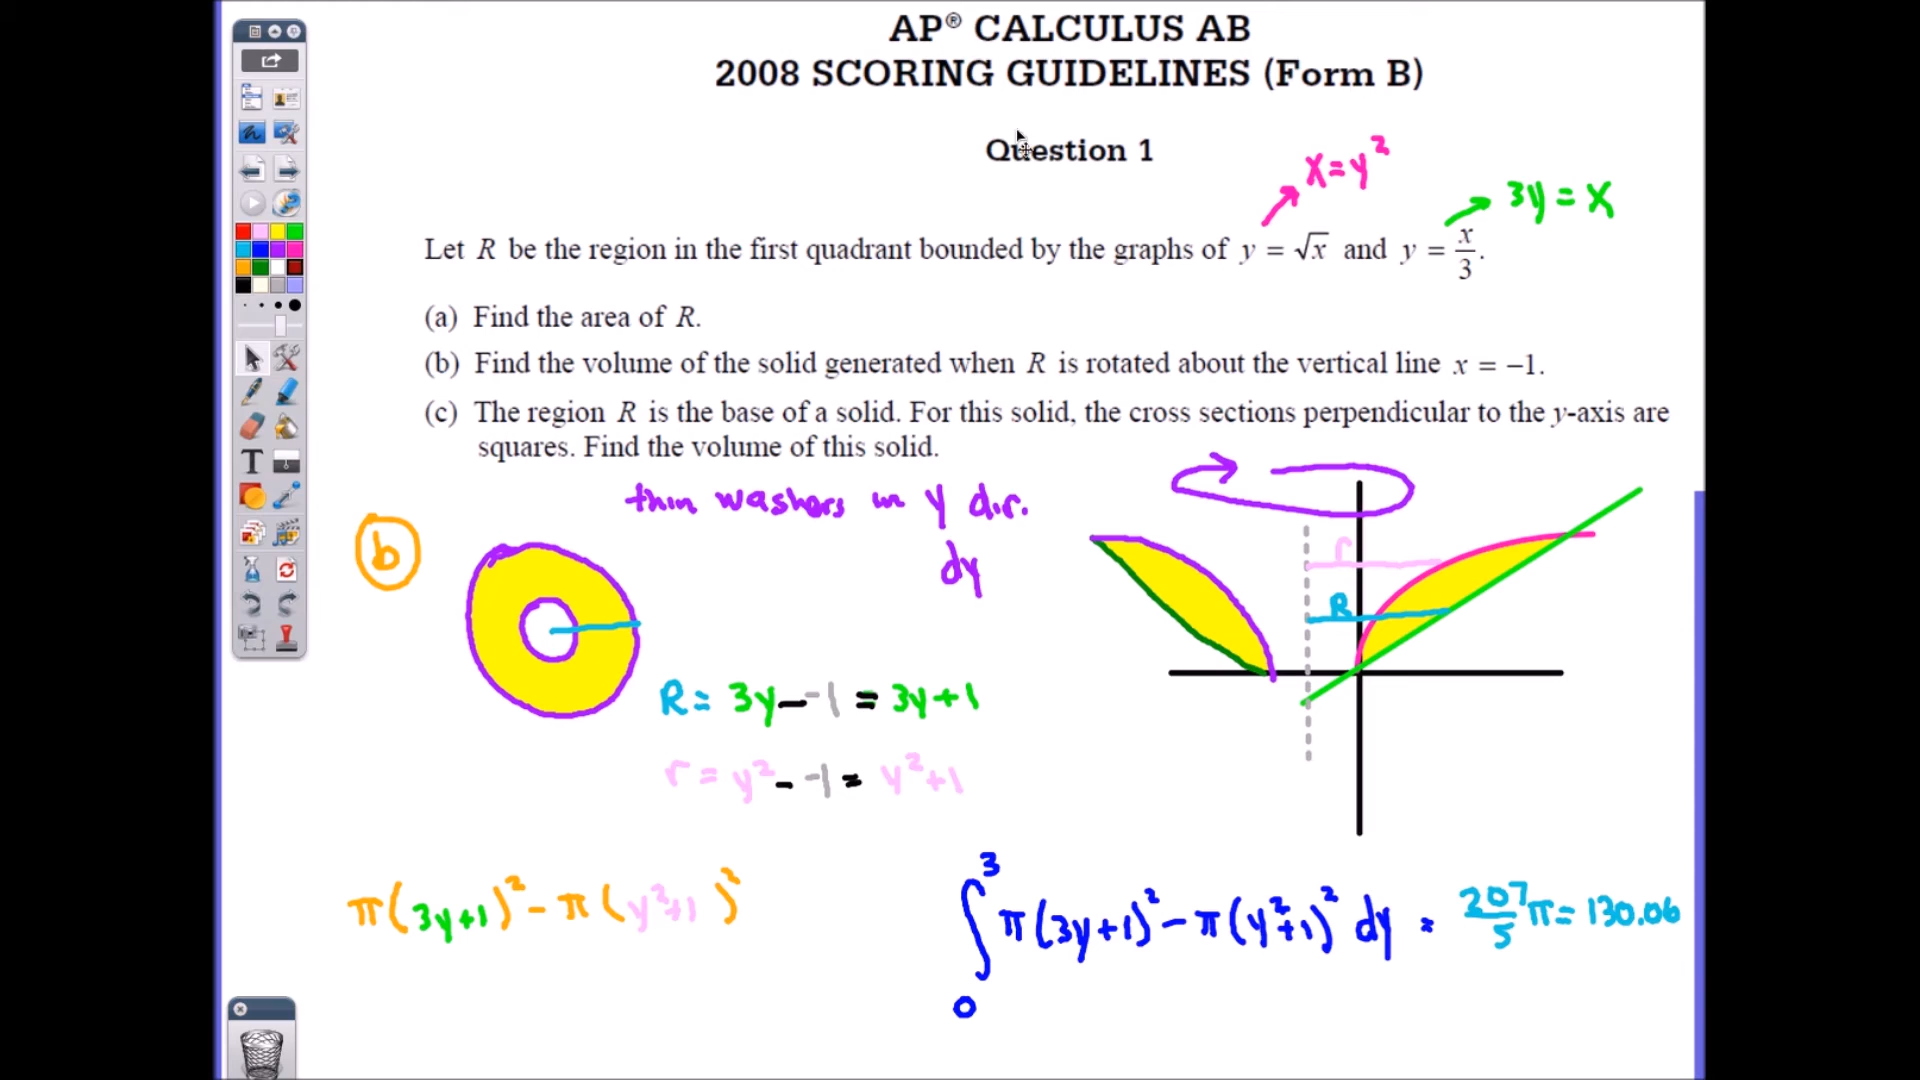 AP® CALCULUS AB
2008 SCORING GUIDELINES (Form B)
Question 1
x=y²
3y=x
Let R be the region in the first quadrant bounded by the graphs of y = √x and y = x/3.
(a) Find the area of R.
(b) Find the volume of the solid generated when R is rotated about the vertical line x = −1.
(c) The region R is the base of a solid. For this solid, the cross sections perpendicular to the y-axis are
squares. Find the volume of this solid.
thin washers in y dir.
b
dy
r
R
R = 3y − -1 = 3y+1
r = y² - -1 = y²+1
π(3y+1)² - π(y²+1)²
∫₀³ π(3y+1)² - π(y²+1)² dy = 207/5 π = 130.06
T